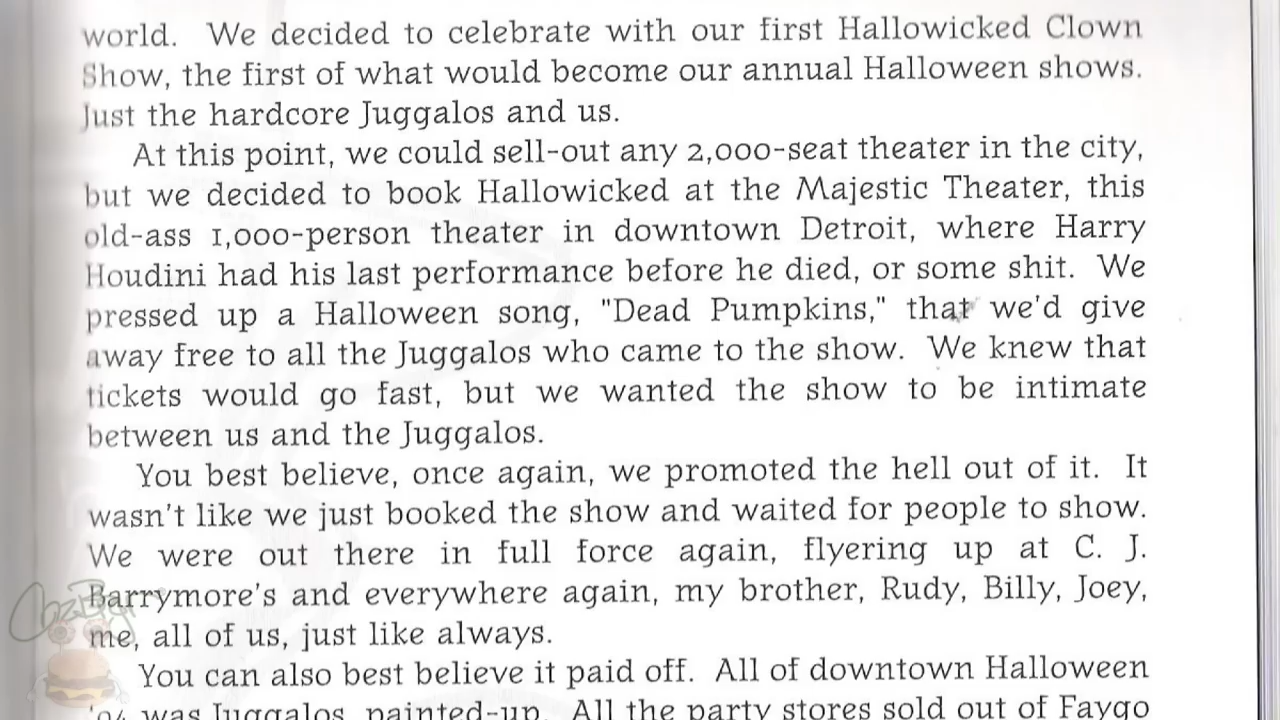 world. We decided to celebrate with our first Hallowicked Clown
Show, the first of what would become our annual Halloween shows.
Just the hardcore Juggalos and us.
At this point, we could sell-out any 2,000-seat theater in the city,
but we decided to book Hallowicked at the Majestic Theater, this
old-ass 1,000-person theater in downtown Detroit, where Harry
Houdini had his last performance before he died, or some shit. We
pressed up a Halloween song, "Dead Pumpkins," that we'd give
away free to all the Juggalos who came to the show. We knew that
tickets would go fast, but we wanted the show to be intimate
between us and the Juggalos.
You best believe, once again, we promoted the hell out of it. It
wasn't like we just booked the show and waited for people to show.
We were out there in full force again, flyering up at C. J.
Barrymore's and everywhere again, my brother, Rudy, Billy, Joey,
me, all of us, just like always.
You can also best believe it paid off. All of downtown Halloween
'94 was Juggalos, painted-up. All the party stores sold out of Faygo